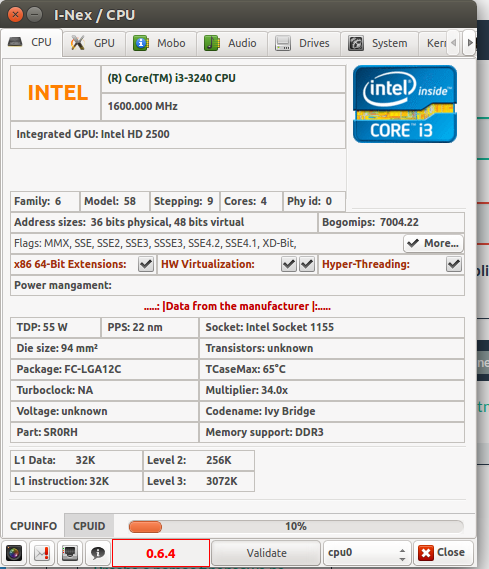 I-Nex / CPU
CPU GPU Mobo Audio Drives System Kern
INTEL
(R) Core(TM) i3-3240 CPU
1600.000 MHz
Integrated GPU: Intel HD 2500
intel inside™
CORE™ i3
Family: 6 Model: 58 Stepping: 9 Cores: 4 Phy id: 0
Address sizes: 36 bits physical, 48 bits virtual Bogomips: 7004.22
Flags: MMX, SSE, SSE2, SSE3, SSSE3, SSE4.2, SSE4.1, XD-Bit, More...
x86 64-Bit Extensions: HW Virtualization: Hyper-Threading:
Power mangament:
.....: |Data from the manufacturer |:.....
TDP: 55 W PPS: 22 nm Socket: Intel Socket 1155
Die size: 94 mm² Transistors: unknown
Package: FC-LGA12C TCaseMax: 65°C
Turboclock: NA Multiplier: 34.0x
Voltage: unknown Codename: Ivy Bridge
Part: SR0RH Memory support: DDR3
L1 Data: 32K Level 2: 256K
L1 instruction: 32K Level 3: 3072K
CPUINFO CPUID 10%
0.6.4 Validate cpu0 Close